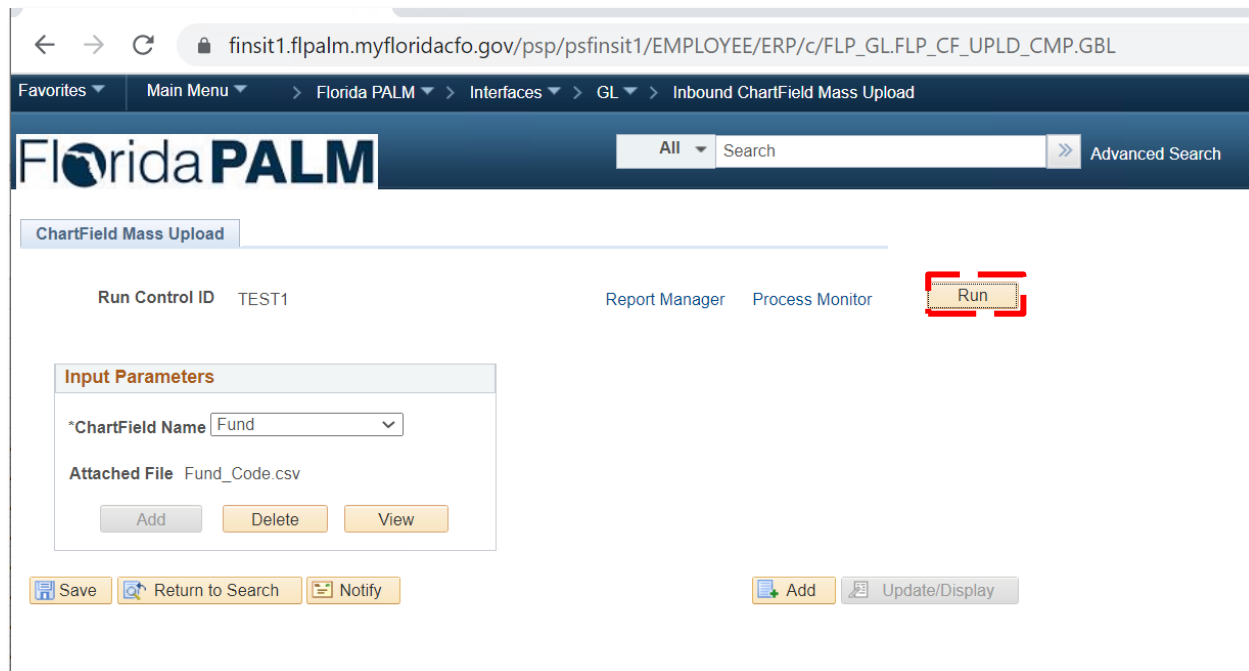 finsit1.flpalm.myfloridacfo.gov/psp/psfinsit1/EMPLOYEE/ERP/c/FLP_GL.FLP_CF_UPLD_CMP.GBL
Favorites Main Menu > Florida PALM > Interfaces > GL > Inbound ChartField Mass Upload
Florida PALM
All Search » Advanced Search
ChartField Mass Upload
Run Control ID TEST1 Report Manager Process Monitor Run
Input Parameters
*ChartField Name Fund
Attached File Fund_Code.csv
Add Delete View
Save Return to Search Notify Add Update/Display